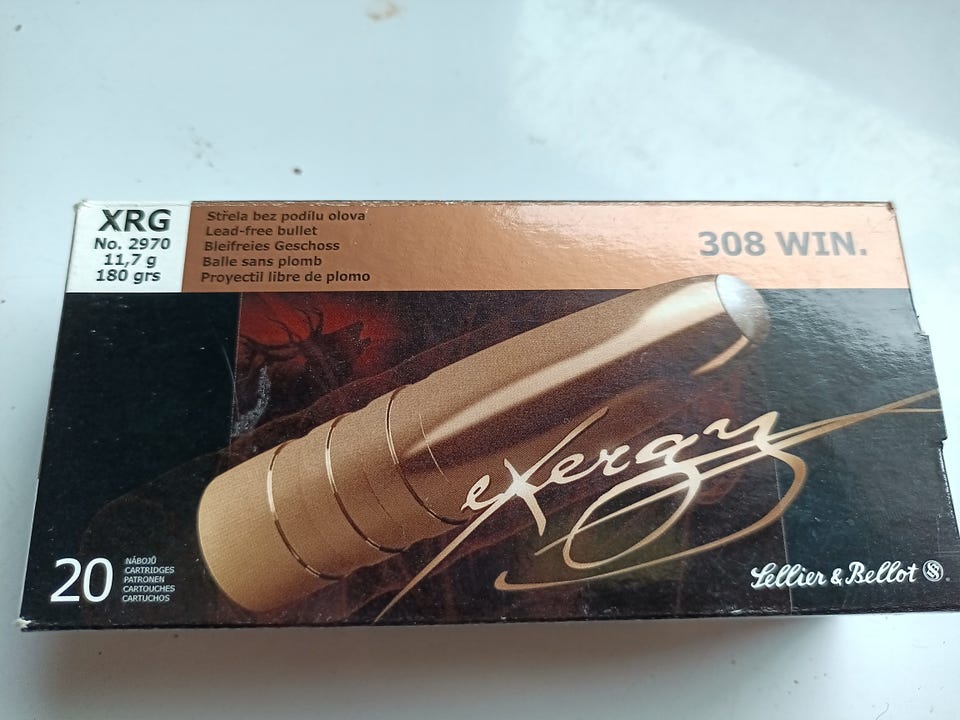 XRG
No. 2970
11,7 g
180 grs
Střela bez podílu olova
Lead-free bullet
Bleifreies Geschoss
Balle sans plomb
Proyectil libre de plomo
308 WIN.
exergy
20
NÁBOJŮ
CARTRIDGES
PATRONEN
CARTOUCHES
CARTUCHOS
Sellier & Bellot